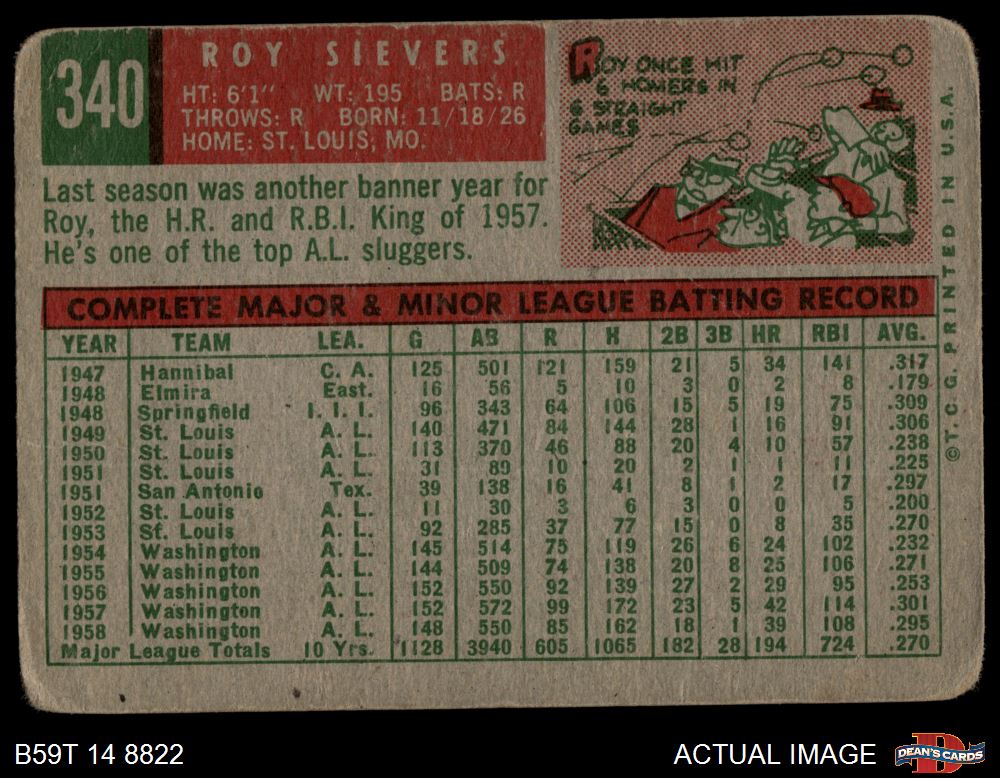 340
ROY SIEVERS
HT: 6'1" WT: 195 BATS: R
THROWS: R BORN: 11/18/26
HOME: ST. LOUIS, MO.
Last season was another banner year for
Roy, the H.R. and R.B.I. King of 1957.
He's one of the top A.L. sluggers.
ROY ONCE HIT
6 HOMERS IN
6 STRAIGHT
GAMES
COMPLETE MAJOR & MINOR LEAGUE BATTING RECORD
YEAR TEAM LEA. G AB R H 2B 3B HR RBI AVG.
1947 Hannibal C. A. 125 501 121 159 21 5 34 141 .317
1948 Elmira East. 16 56 5 10 3 0 2 8 .179
1948 Springfield I. I. I. 96 343 64 106 15 5 19 75 .309
1949 St. Louis A. L. 140 471 84 144 28 1 16 91 .306
1950 St. Louis A. L. 113 370 46 88 20 4 10 57 .238
1951 St. Louis A. L. 31 89 10 20 2 1 1 11 .225
1951 San Antonio Tex. 39 138 16 41 8 1 2 17 .297
1952 St. Louis A. L. 11 30 3 6 3 0 0 5 .200
1953 St. Louis A. L. 92 285 37 77 15 0 8 35 .270
1954 Washington A. L. 145 514 75 119 26 6 24 102 .232
1955 Washington A. L. 144 509 74 138 20 8 25 106 .271
1956 Washington A. L. 152 550 92 139 27 2 29 95 .253
1957 Washington A. L. 152 572 99 172 23 5 42 114 .301
1958 Washington A. L. 148 550 85 162 18 1 39 108 .295
Major League Totals 10 Yrs. 1128 3940 605 1065 182 28 194 724 .270
©T. C. G. PRINTED IN U.S.A.
B59T 14 8822
ACTUAL IMAGE
DEAN'S CARDS